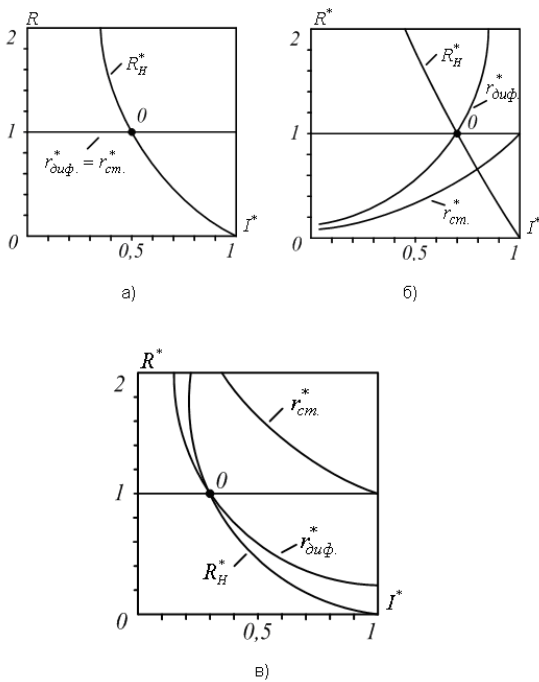 R
2
R*Н
0
1
r*диф. = r*ст.
I*
0
0,5
1
а)
R*
2
R*Н
r*диф.
0
1
r*ст.
I*
0
0,5
1
б)
R*
2
r*ст.
0
1
r*диф.
R*Н
I*
0
0,5
1
в)